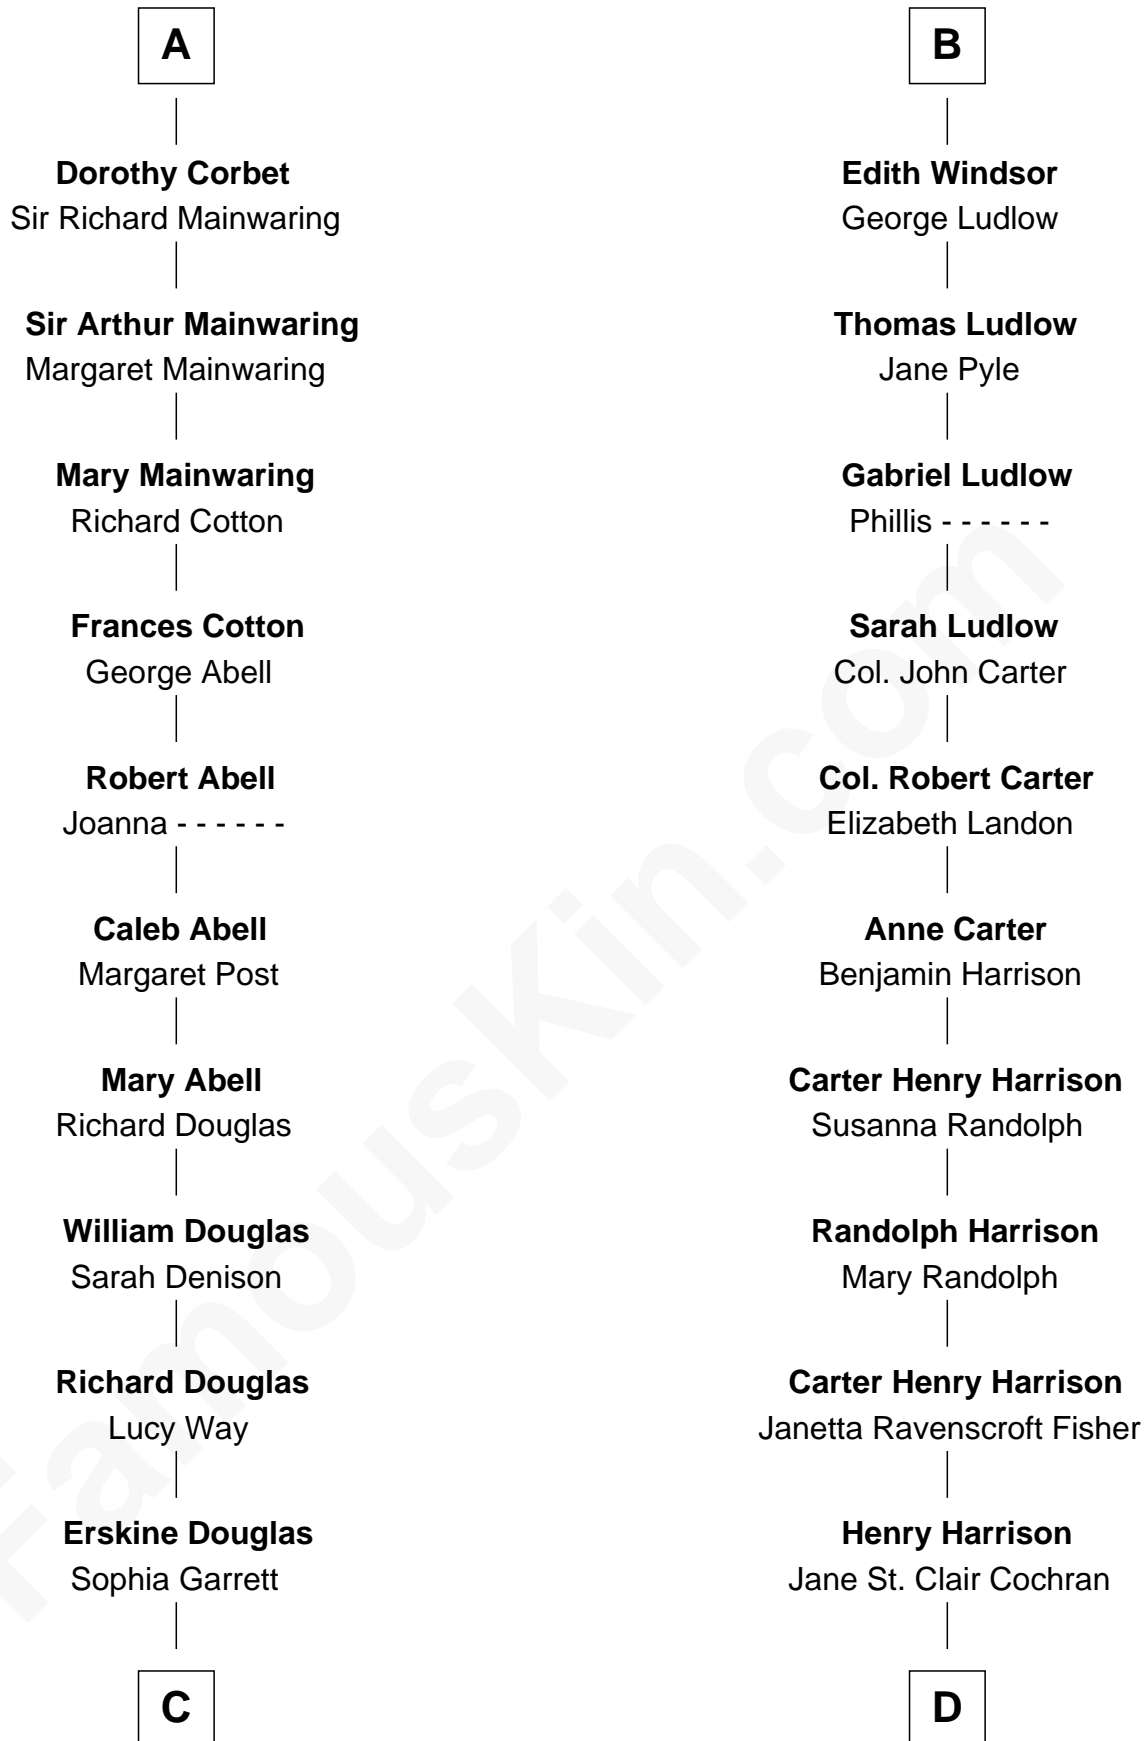 A
Dorothy Corbet
Sir Richard Mainwaring
Sir Arthur Mainwaring
Margaret Mainwaring
Mary Mainwaring
Richard Cotton
Frances Cotton
George Abell
Robert Abell
Joanna - - - - - -
Caleb Abell
Margaret Post
Mary Abell
Richard Douglas
William Douglas
Sarah Denison
Richard Douglas
Lucy Way
Erskine Douglas
Sophia Garrett
C
B
Edith Windsor
George Ludlow
Thomas Ludlow
Jane Pyle
Gabriel Ludlow
Phillis - - - - - -
Sarah Ludlow
Col. John Carter
Col. Robert Carter
Elizabeth Landon
Anne Carter
Benjamin Harrison
Carter Henry Harrison
Susanna Randolph
Randolph Harrison
Mary Randolph
Carter Henry Harrison
Janetta Ravenscroft Fisher
Henry Harrison
Jane St. Clair Cochran
D
FamousKin.com